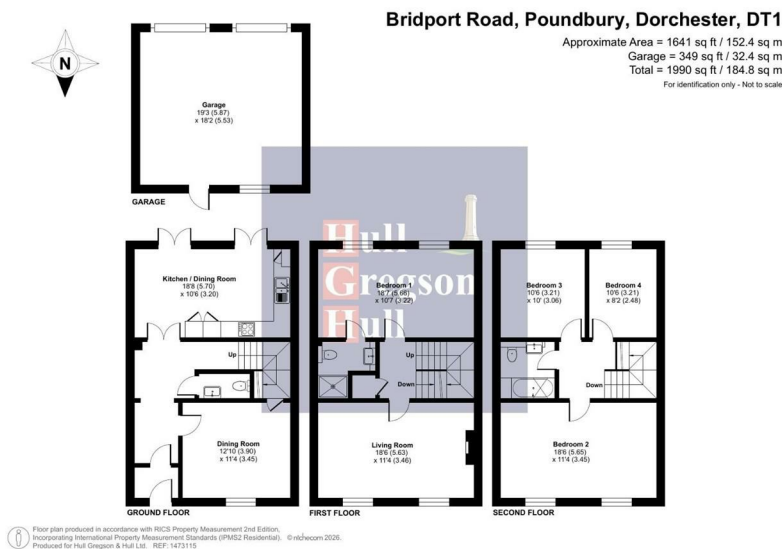 Bridport Road, Poundbury, Dorchester, DT1
Approximate Area = 1641 sq ft / 152.4 sq m
Garage = 349 sq ft / 32.4 sq m
Total = 1990 sq ft / 184.8 sq m
For identification only - Not to scale
N
Garage
19'3 (5.87)
x 18'2 (5.53)
GARAGE
Hull
Gregson
Hull
Kitchen / Dining Room
18'8 (5.70)
x 10'6 (3.20)
Up
Dining Room
12'10 (3.90)
x 11'4 (3.45)
GROUND FLOOR
Bedroom 1
18'7 (5.66)
x 10'7 (3.22)
Up
Down
Living Room
18'6 (5.63)
x 11'4 (3.46)
FIRST FLOOR
Bedroom 3
10'6 (3.21)
x 10' (3.06)
Bedroom 4
10'6 (3.21)
x 8'2 (2.48)
Down
Bedroom 2
18'6 (5.65)
x 11'4 (3.45)
SECOND FLOOR
Floor plan produced in accordance with RICS Property Measurement 2nd Edition,
Incorporating International Property Measurement Standards (IPMS2 Residential). © nichecom 2026.
Produced for Hull Gregson & Hull Ltd. REF: 1473115